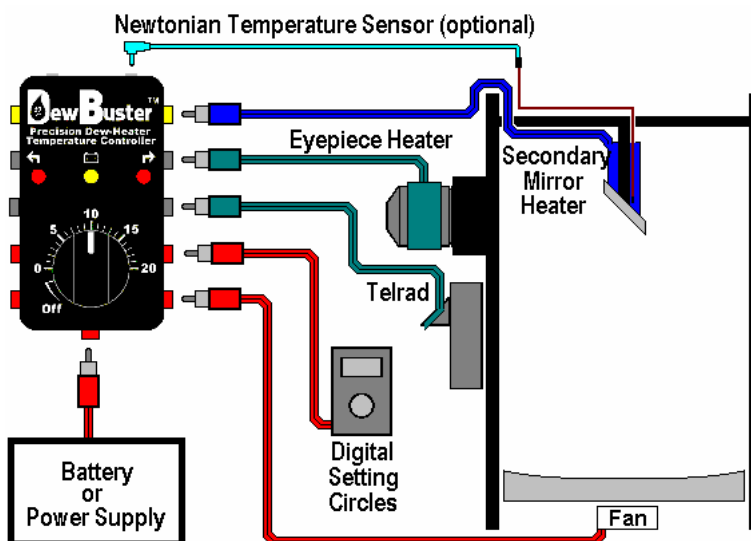 Newtonian Temperature Sensor (optional)
DewBuster™
Precision Dew-Heater
Temperature Controller
0
5
10
15
20
Off
Eyepiece Heater
Secondary
Mirror
Heater
Telrad
Digital
Setting
Circles
Battery
or
Power Supply
Fan